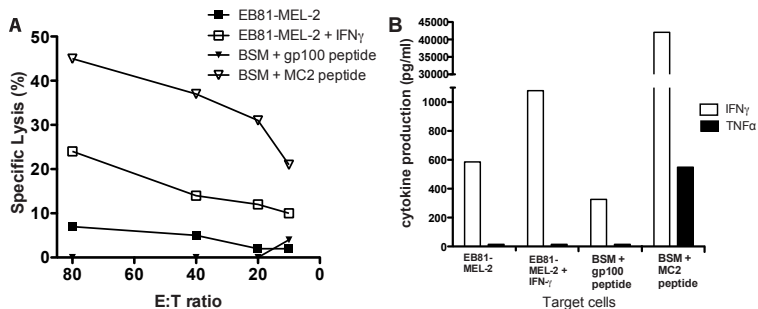 A
EB81-MEL-2
EB81-MEL-2 + IFNγ
BSM + gp100 peptide
BSM + MC2 peptide
50
40
30
20
10
0
Specific Lysis (%)
80
60
40
20
0
E:T ratio
B
45000
40000
35000
30000
1000
800
600
400
200
0
cytokine production (pg/ml)
IFNγ
TNFα
EB81-
MEL-2
EB81-
MEL-2 +
IFN-γ
BSM +
gp100
peptide
BSM +
MC2
peptide
Target cells